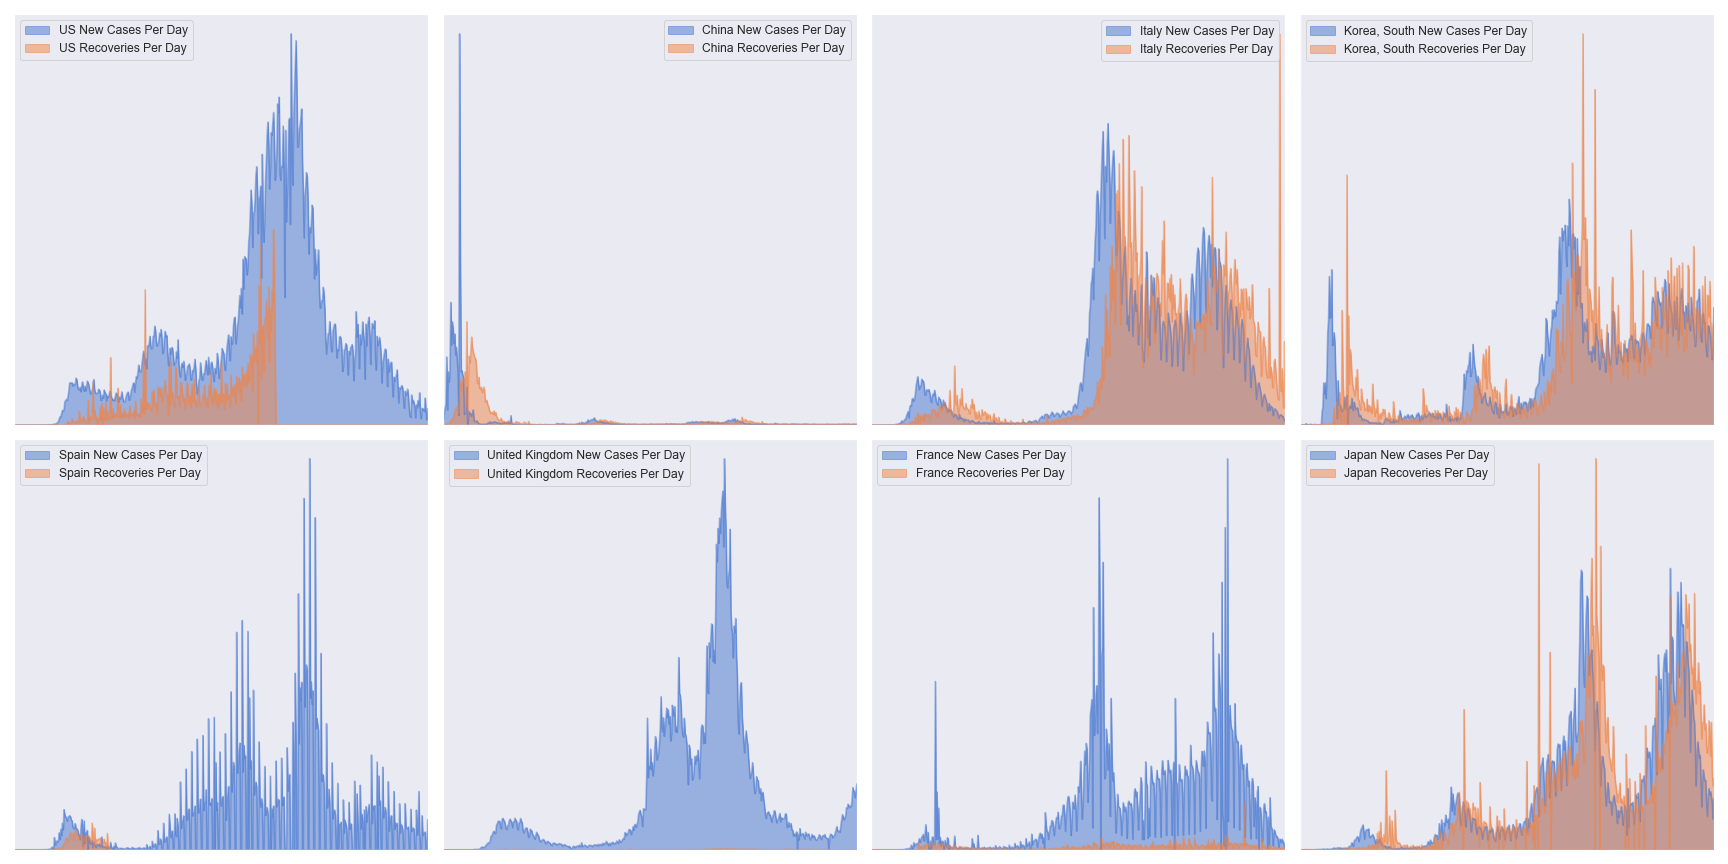 US New Cases Per Day
US Recoveries Per Day
China New Cases Per Day
China Recoveries Per Day
Italy New Cases Per Day
Italy Recoveries Per Day
Korea, South New Cases Per Day
Korea, South Recoveries Per Day
Spain New Cases Per Day
Spain Recoveries Per Day
United Kingdom New Cases Per Day
United Kingdom Recoveries Per Day
France New Cases Per Day
France Recoveries Per Day
Japan New Cases Per Day
Japan Recoveries Per Day